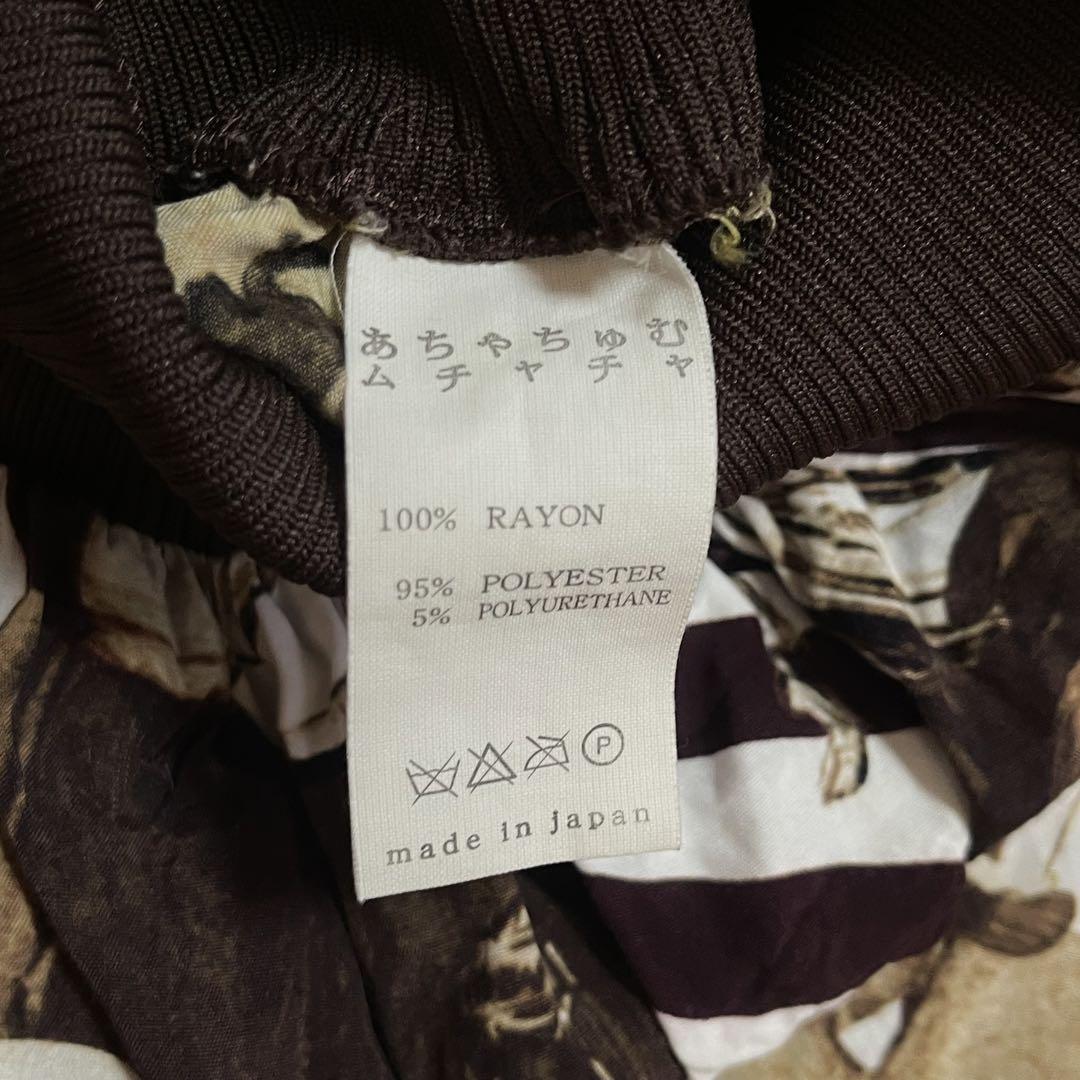 あちゃちゅむ
ムチャチャ
100% RAYON
95% POLYESTER
5% POLYURETHANE
P
made in japan